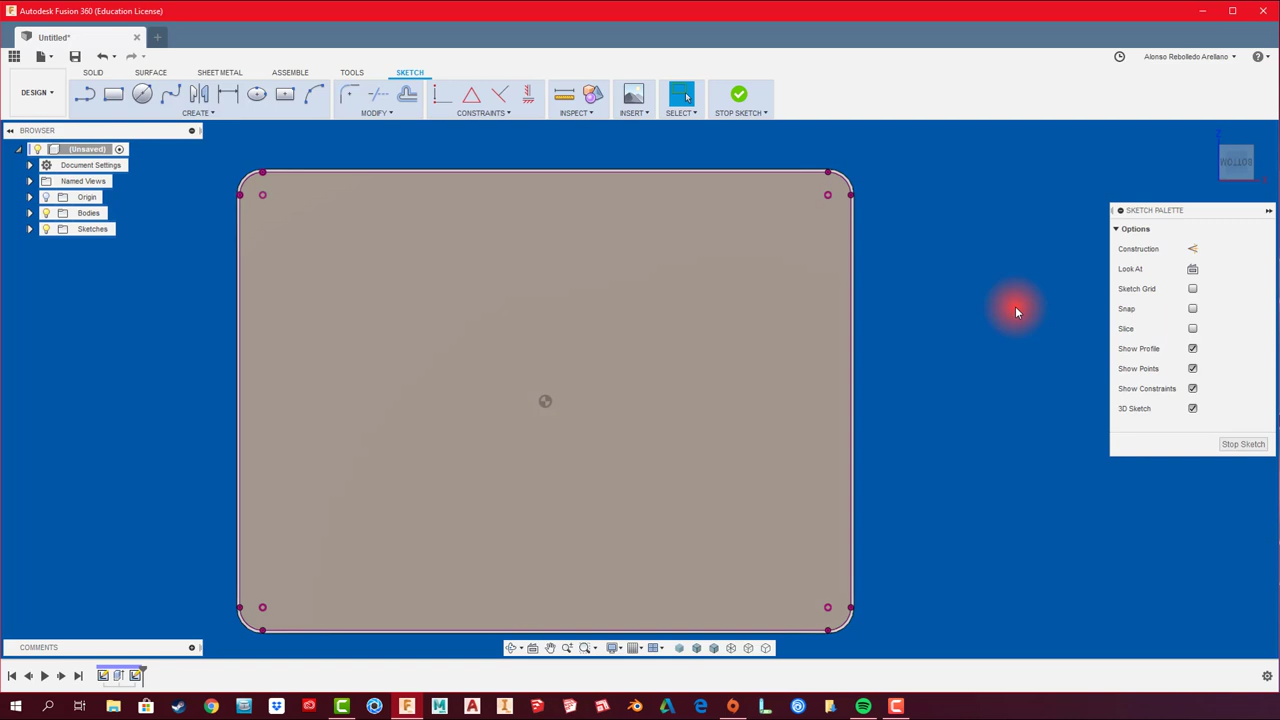 Autodesk Fusion 360 (Education License)
Untitled*
Alonso Rebolledo Arellano
DESIGN
SOLID
SURFACE
SHEET METAL
ASSEMBLE
TOOLS
SKETCH
CREATE
MODIFY
CONSTRAINTS
INSPECT
INSERT
SELECT
STOP SKETCH
BROWSER
(Unsaved)
Document Settings
Named Views
Origin
Bodies
Sketches
Z
BOTTOM
SKETCH PALETTE
Options
Construction
Look At
Sketch Grid
Snap
Slice
Show Profile
Show Points
Show Constraints
3D Sketch
Stop Sketch
COMMENTS